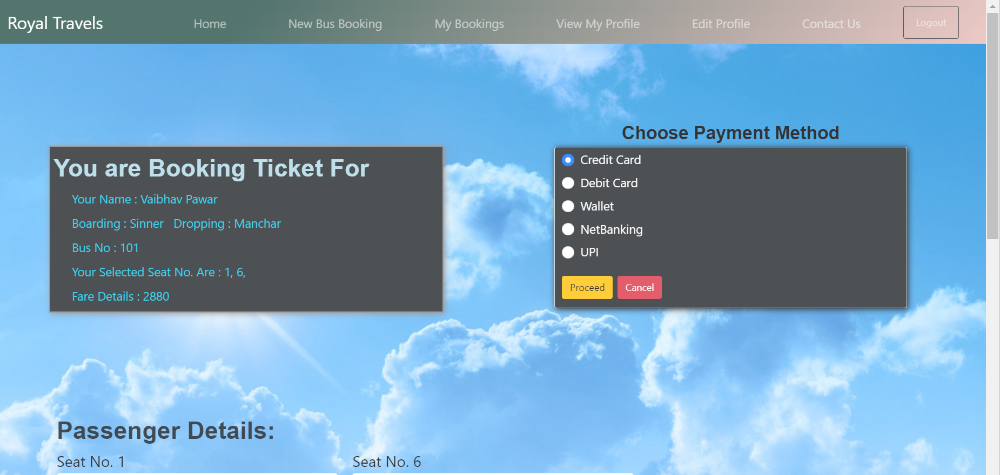 Royal Travels Home New Bus Booking My Bookings View My Profile Edit Profile Contact Us Logout
You are Booking Ticket For
Your Name : Vaibhav Pawar
Boarding : Sinner Dropping : Manchar
Bus No : 101
Your Selected Seat No. Are : 1, 6,
Fare Details : 2880
Choose Payment Method
Credit Card
Debit Card
Wallet
NetBanking
UPI
Proceed Cancel
Passenger Details:
Seat No. 1 Seat No. 6